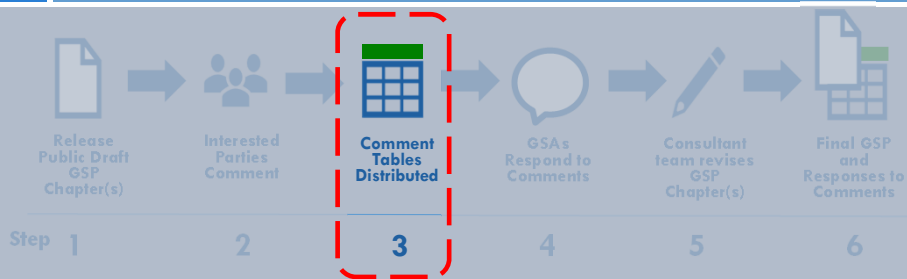 Release
Public Draft
GSP
Chapter(s)
Interested
Parties
Comment
Comment
Tables
Distributed
GSAs
Respond to
Comments
Consultant
team revises
GSP
Chapter(s)
Final GSP
and
Responses to
Comments
Step 1 2 3 4 5 6